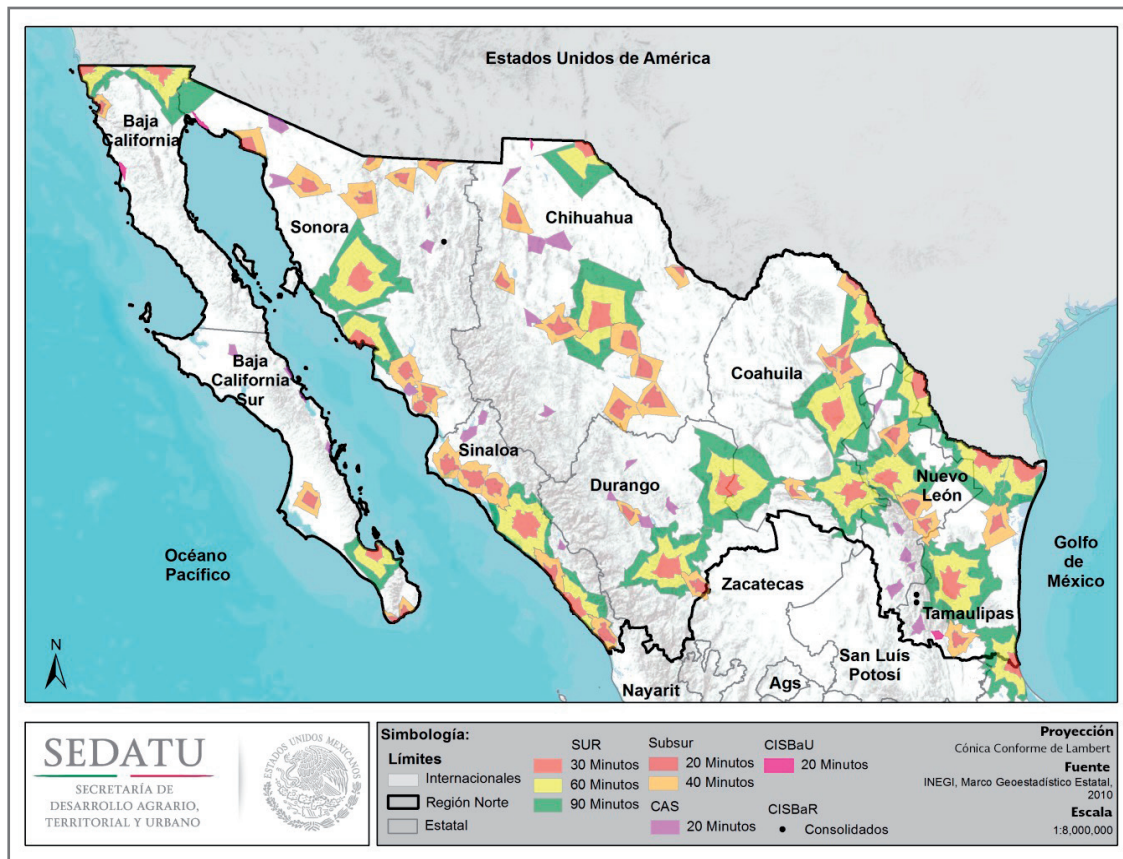 Estados Unidos de América
Baja
California
Sonora
Chihuahua
Coahuila
Baja
California
Sur
Sinaloa
Durango
Nuevo
León
Océano
Pacífico
Golfo
de
México
Zacatecas
Tamaulipas
San Luís
Potosí
Nayarit
Ags
N
SEDATU
SECRETARÍA DE
DESARROLLO AGRARIO,
TERRITORIAL Y URBANO
ESTADOS UNIDOS MEXICANOS
Simbología:
Límites
Internacionales
Región Norte
Estatal
SUR
30 Minutos
60 Minutos
90 Minutos
Subsur
20 Minutos
40 Minutos
CAS
20 Minutos
CISBaU
20 Minutos
CISBaR
Consolidados
Proyección
Cónica Conforme de Lambert
Fuente
INEGI, Marco Geoestadístico Estatal,
2010
Escala
1:8,000,000